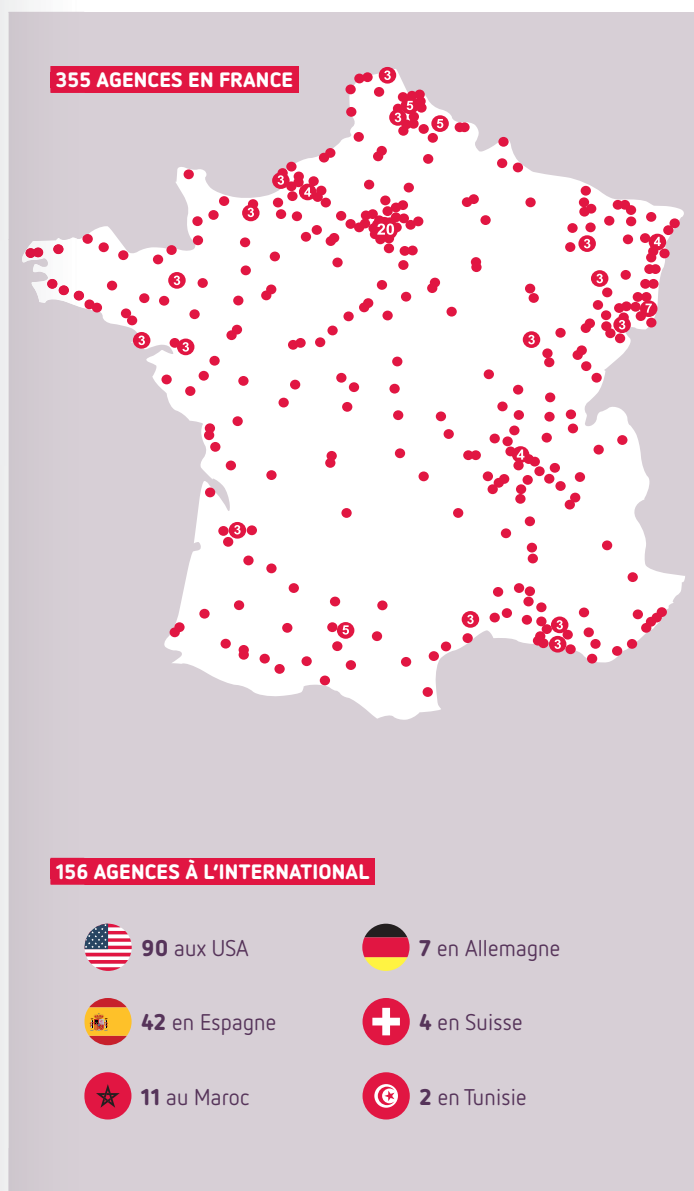 355 AGENCES EN FRANCE
3
5
3
5
3
4
3
20
3
4
3
3
7
3
3
3
3
4
3
5
3
3
3
156 AGENCES À L'INTERNATIONAL
90 aux USA
7 en Allemagne
42 en Espagne
4 en Suisse
11 au Maroc
2 en Tunisie